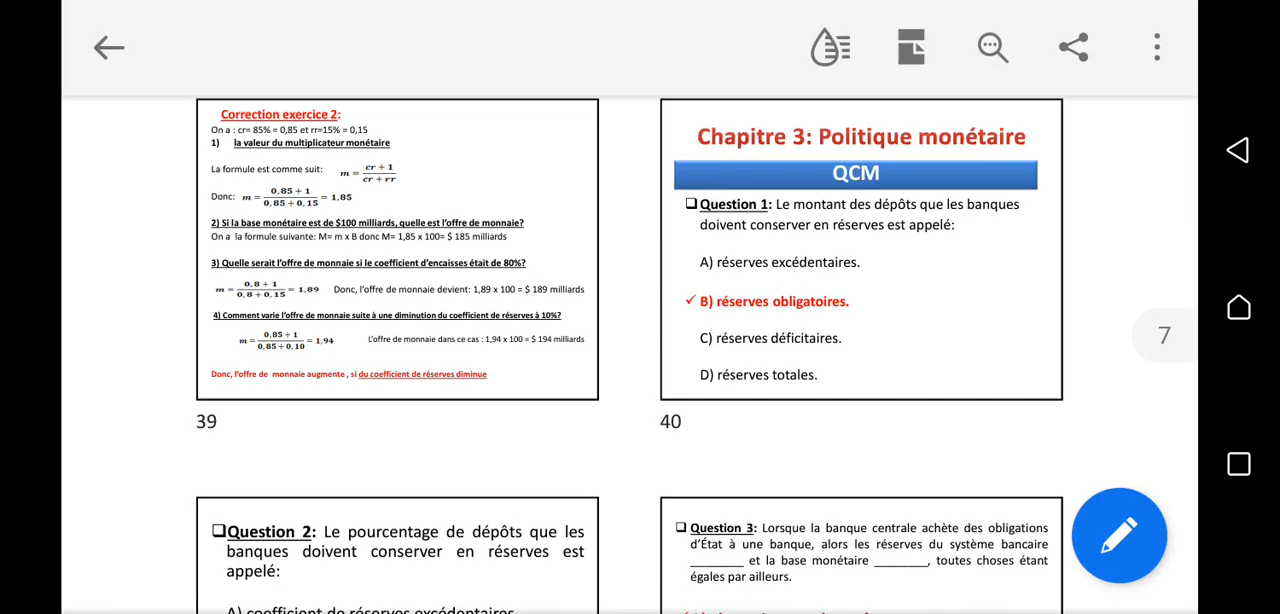 Correction exercice 2:
On a : cr= 85% = 0,85 et rr=15% = 0,15
1) la valeur du multiplicateur monétaire
La formule est comme suit: m = (cr + 1)/(cr + rr)
Donc: m = (0,85 + 1)/(0,85 + 0,15) = 1,85
2) Si la base monétaire est de $100 milliards, quelle est l'offre de monnaie?
On a la formule suivante: M= m x B donc M= 1,85 x 100= $ 185 milliards
3) Quelle serait l'offre de monnaie si le coefficient d'encaisses était de 80%?
m = (0,8 + 1)/(0,8 + 0,15) = 1,89 Donc, l'offre de monnaie devient: 1,89 x 100 = $ 189 milliards
4) Comment varie l'offre de monnaie suite à une diminution du coefficient de réserves à 10%?
m = (0,85 + 1)/(0,85 + 0,10) = 1,94 L'offre de monnaie dans ce cas : 1,94 x 100 = $ 194 milliards
Donc, l'offre de monnaie augmente , si du coefficient de réserves diminue
39
Chapitre 3: Politique monétaire
QCM
Question 1: Le montant des dépôts que les banques
doivent conserver en réserves est appelé:
A) réserves excédentaires.
✓ B) réserves obligatoires.
C) réserves déficitaires.
D) réserves totales.
40
7
Question 2: Le pourcentage de dépôts que les
banques doivent conserver en réserves est
appelé:
A) coefficient de réserves excédentaires
Question 3: Lorsque la banque centrale achète des obligations
d'État à une banque, alors les réserves du système bancaire
________ et la base monétaire ________, toutes choses étant
égales par ailleurs.